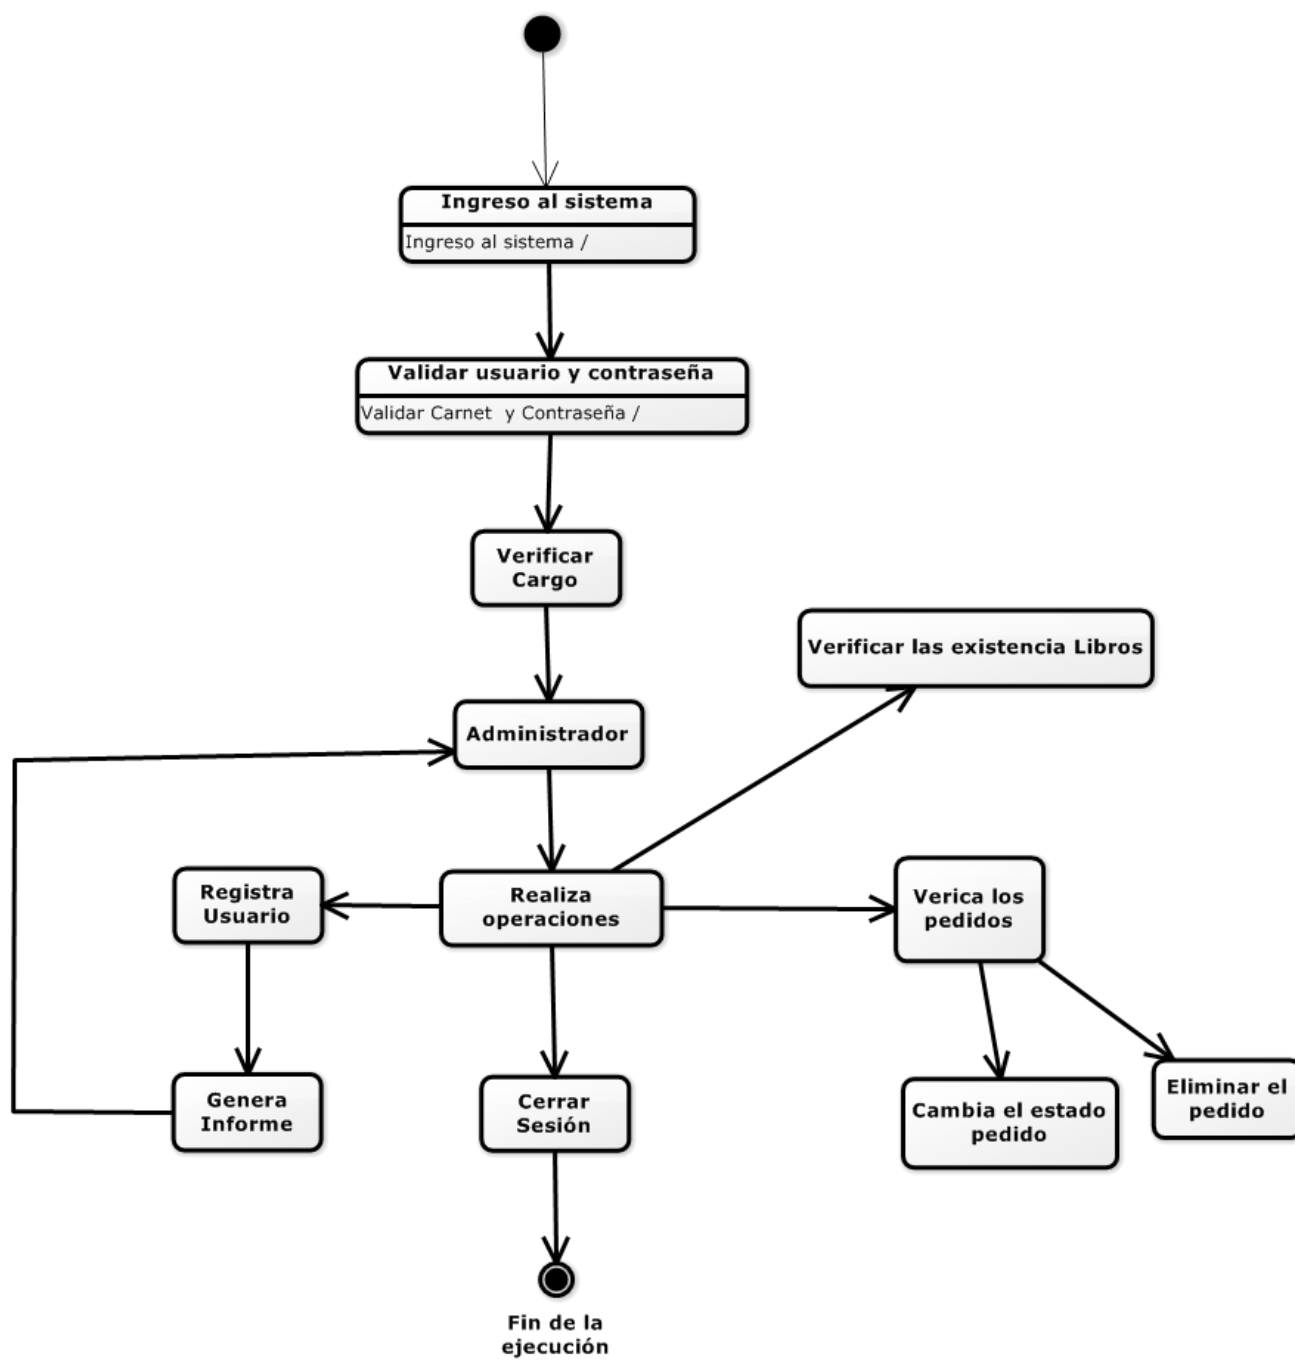 Ingreso al sistema
Ingreso al sistema /
Validar usuario y contraseña
Validar Carnet  y Contraseña /
Verificar
Cargo
Verificar las existencia Libros
Administrador
Registra
Usuario
Realiza
operaciones
Verica los
pedidos
Genera
Informe
Cerrar
Sesión
Cambia el estado
pedido
Eliminar el
pedido
Fin de la
ejecución